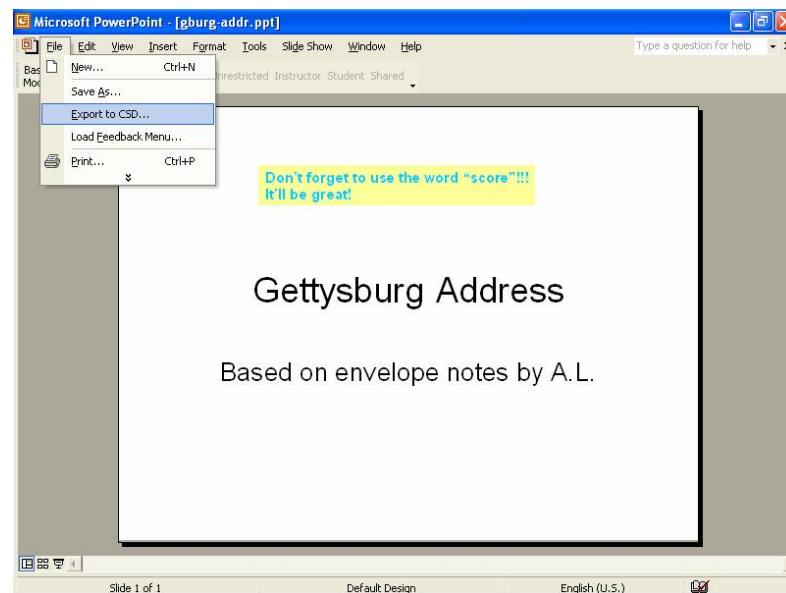 Microsoft PowerPoint - [gburg-addr.ppt]
File Edit View Insert Format Tools Slide Show Window Help Type a question for help
Unrestricted Instructor Student Shared
New... Ctrl+N
Save As...
Export to CSD...
Load Feedback Menu...
Print... Ctrl+P
Don't forget to use the word “score”!!!
It'll be great!
Gettysburg Address
Based on envelope notes by A.L.
Slide 1 of 1 Default Design English (U.S.)